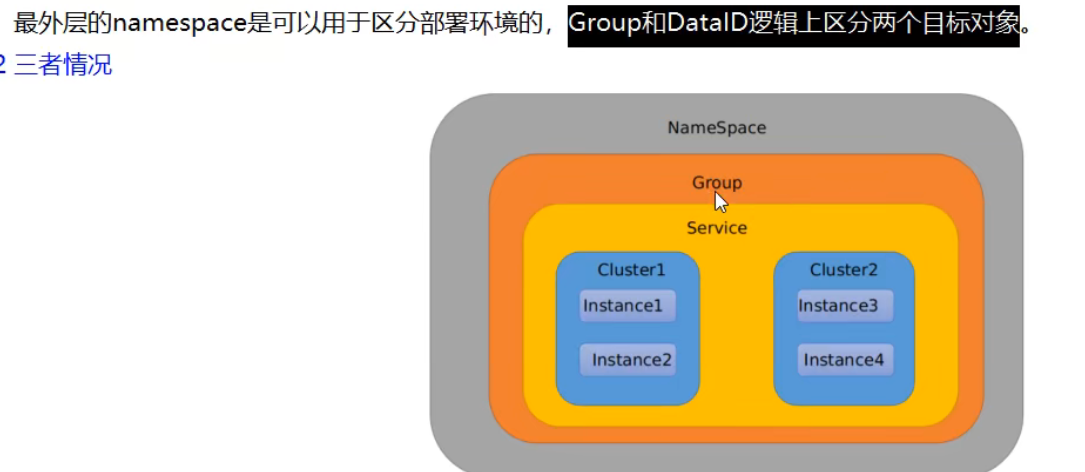 最外层的namespace是可以用于区分部署环境的，Group和DataID逻辑上区分两个目标对象。
2 三者情况
NameSpace
Group
Service
Cluster1 Cluster2
Instance1 Instance3
Instance2 Instance4